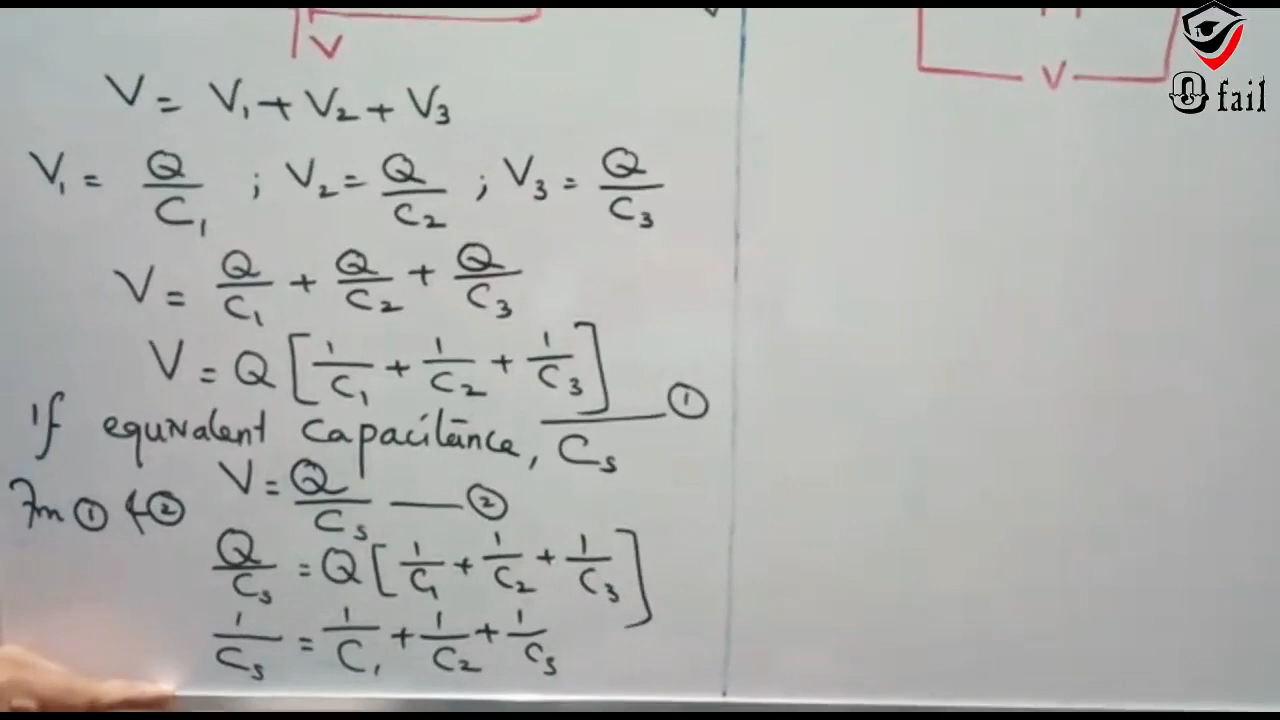 V
V
0 fail
V = V₁ + V₂ + V₃
V₁ = Q/C₁ ; V₂ = Q/C₂ ; V₃ = Q/C₃
V = Q/C₁ + Q/C₂ + Q/C₃
V = Q [1/C₁ + 1/C₂ + 1/C₃]
—— ①
If equivalent capacitance, Cs
V = Q/Cs —— ②
Fm ① & ②
Q/Cs = Q [1/C₁ + 1/C₂ + 1/C₃]
1/Cs = 1/C₁ + 1/C₂ + 1/C₃